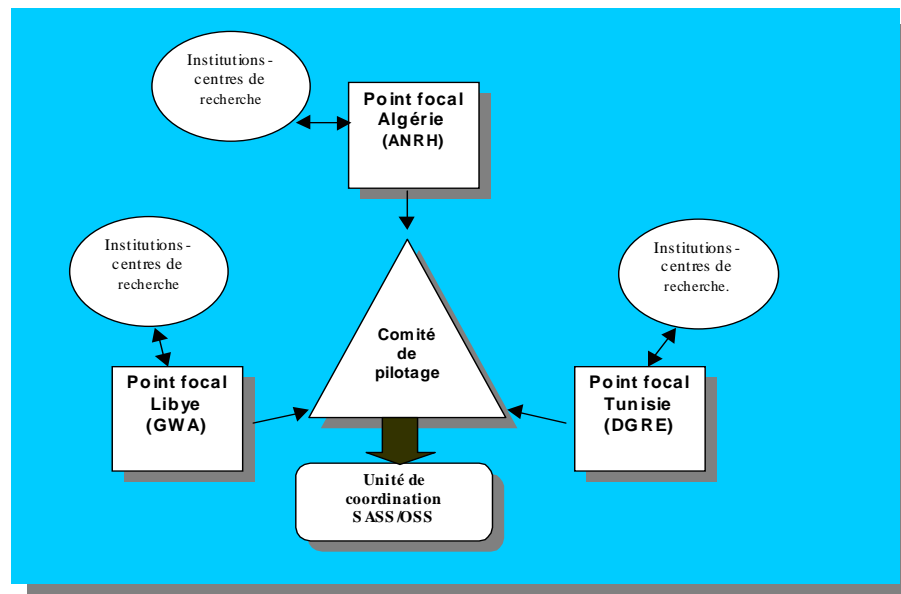 Institutions -
centres de
recherche
Point focal
Algérie
(ANRH)
Institutions -
centres de
recherche
Institutions -
centres de
recherche.
Comité
de
pilotage
Point focal
Libye
(GWA)
Point focal
Tunisie
(DGRE)
Unité de
coordination
SASS/OSS